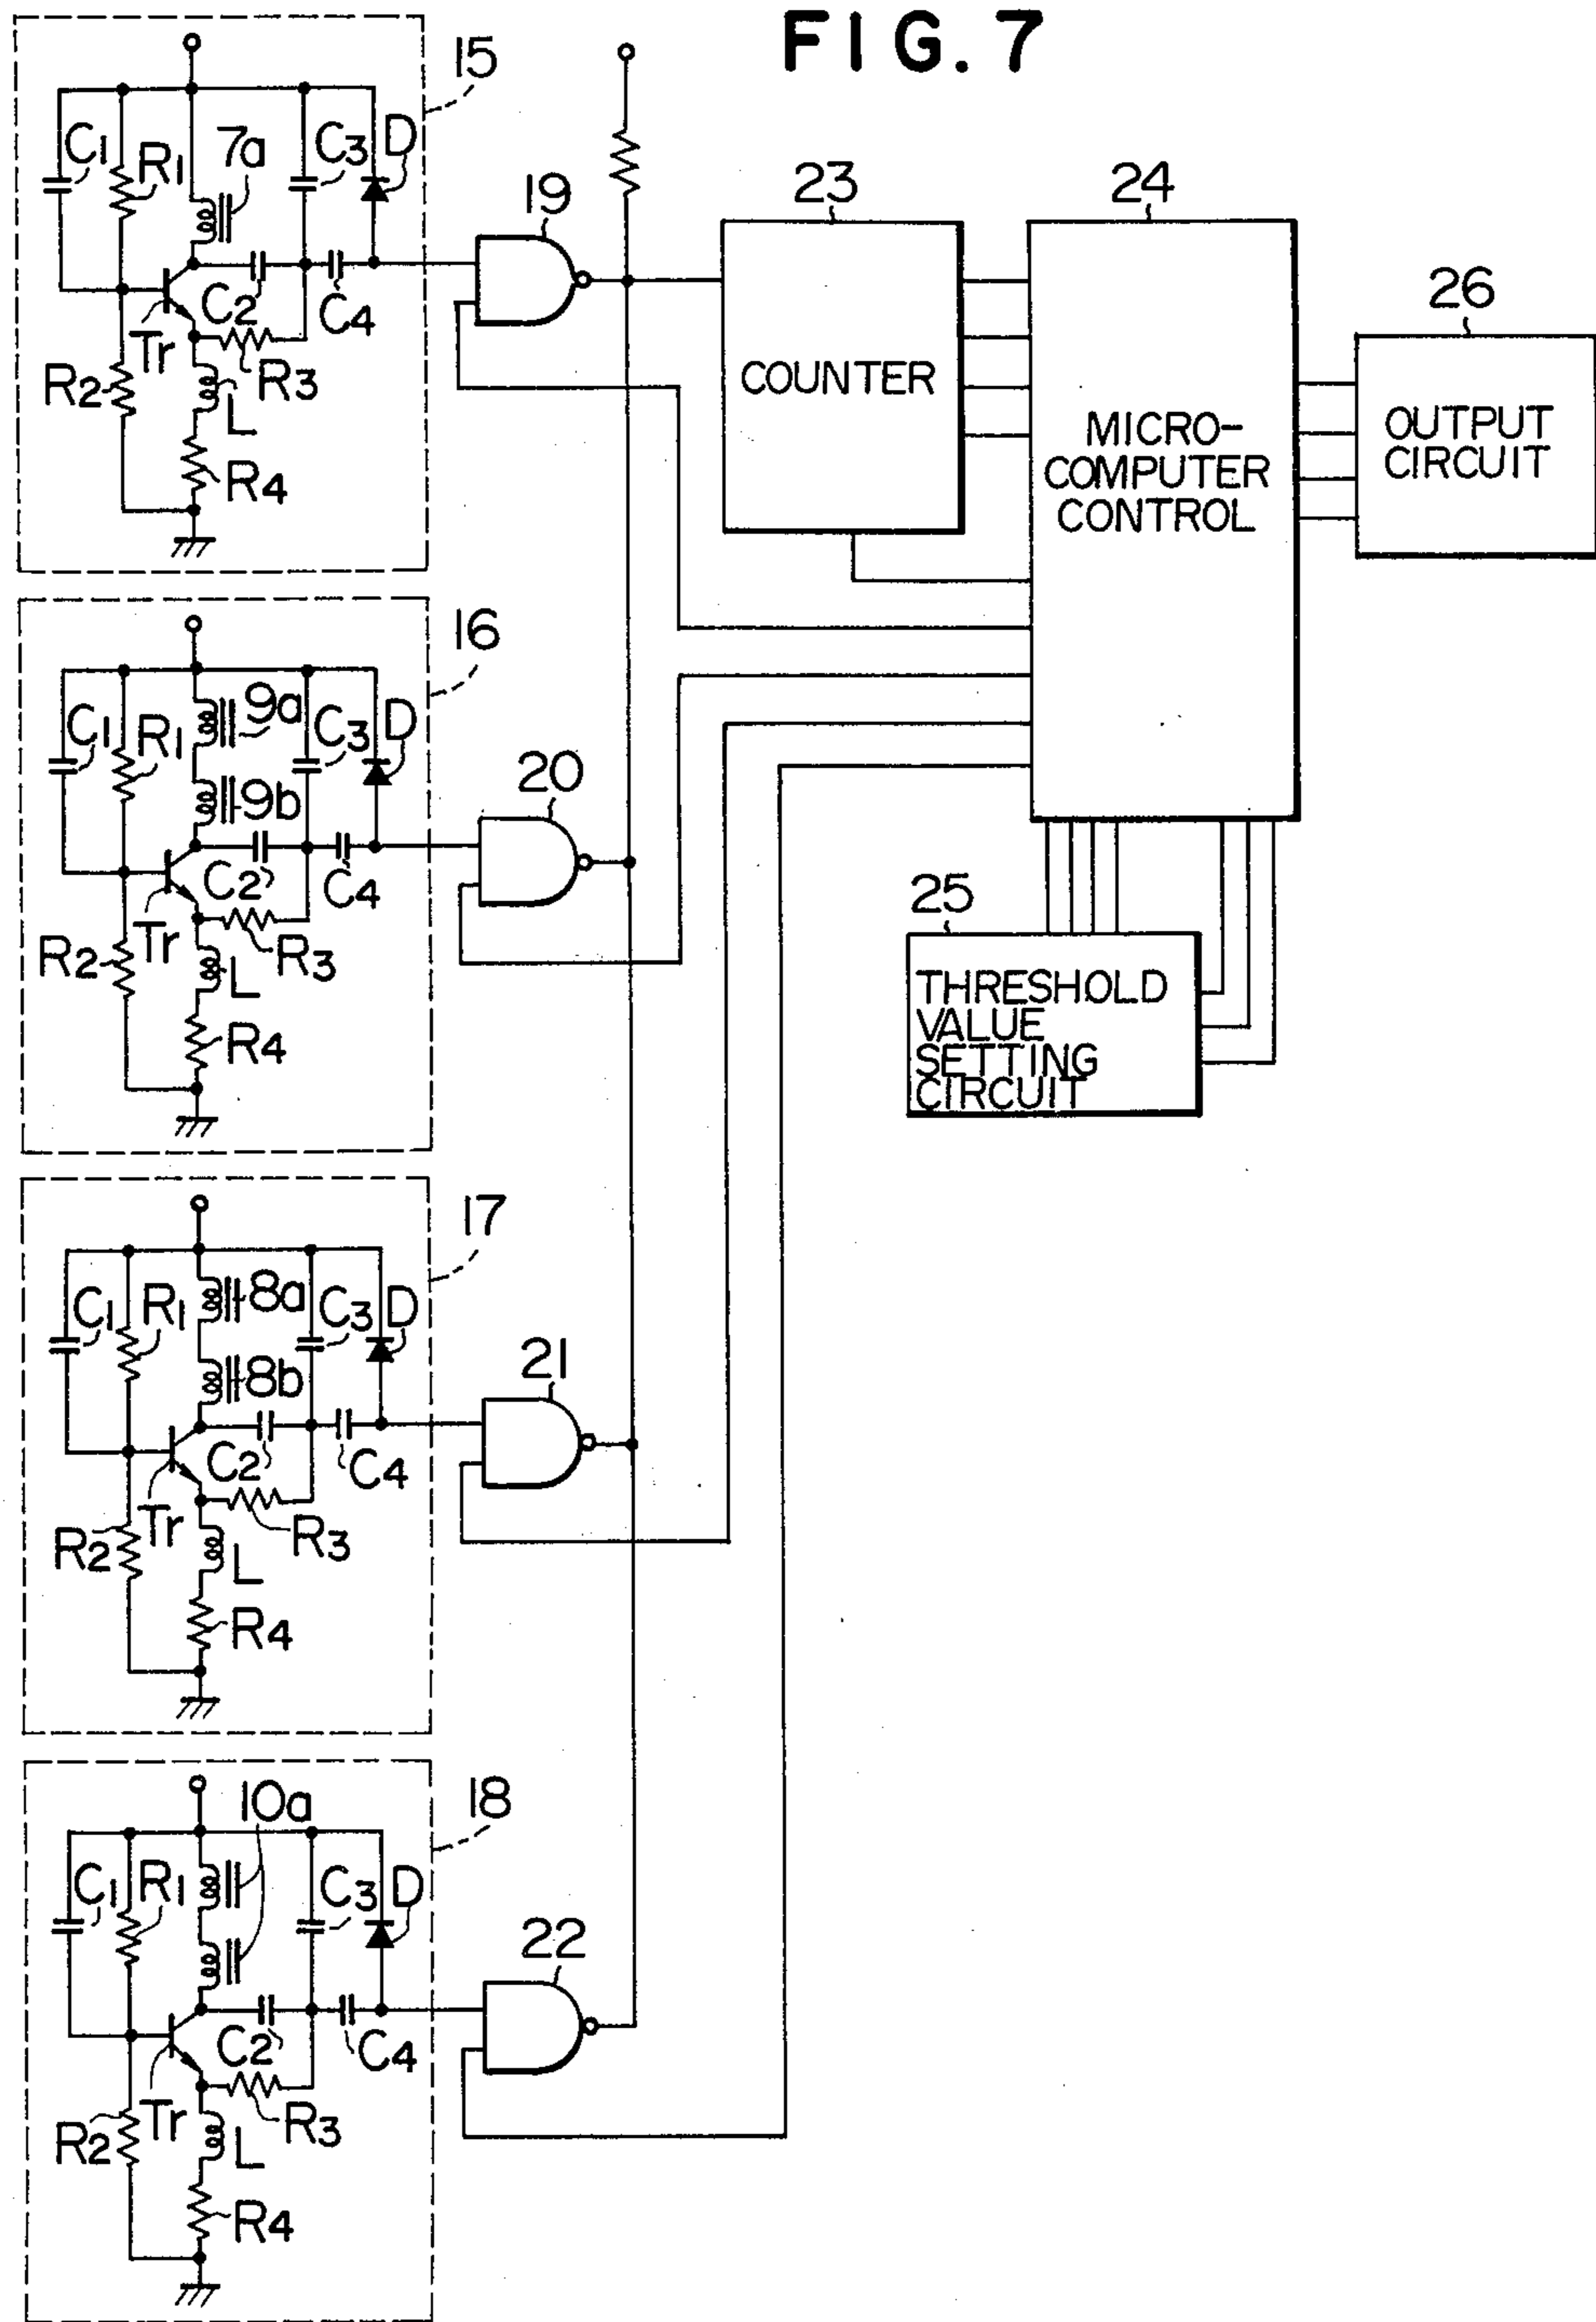 FIG. 7
15
C1
R1
7a
C3
D
C2
C4
Tr
R3
R2
L
R4
19
23
COUNTER
24
MICRO-
COMPUTER
CONTROL
26
OUTPUT
CIRCUIT
16
C1
R1
9a
9b
C3
D
C2
C4
Tr
R3
R2
L
R4
20
25
THRESHOLD
VALUE
SETTING
CIRCUIT
17
C1
R1
8a
8b
C3
D
C2
C4
Tr
R3
R2
L
R4
21
18
10a
C1
R1
C3
D
C2
C4
Tr
R3
R2
L
R4
22